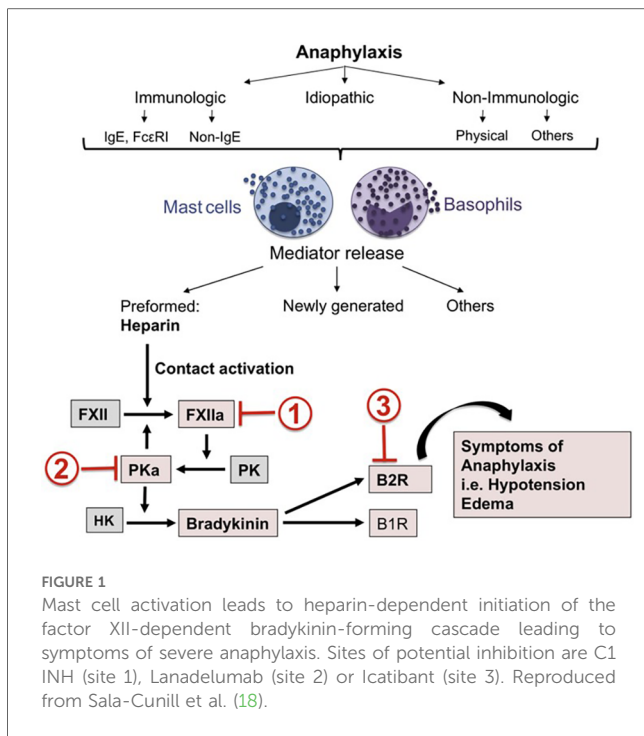 Anaphylaxis
Immunologic Idiopathic Non-Immunologic
IgE, FcεRI Non-IgE Physical Others
Mast cells Basophils
Mediator release
Preformed: Newly generated Others
Heparin
Contact activation
FXII FXIIa 1 3
2 PKa PK B2R
HK Bradykinin B1R
Symptoms of
Anaphylaxis
i.e. Hypotension
Edema
FIGURE 1
Mast cell activation leads to heparin-dependent initiation of the
factor XII-dependent bradykinin-forming cascade leading to
symptoms of severe anaphylaxis. Sites of potential inhibition are C1
INH (site 1), Lanadelumab (site 2) or Icatibant (site 3). Reproduced
from Sala-Cunill et al. (18).